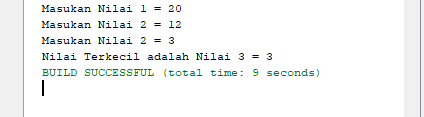 Masukan Nilai 1 = 20
Masukan Nilai 2 = 12
Masukan Nilai 2 = 3
Nilai Terkecil adalah Nilai 3 = 3
BUILD SUCCESSFUL (total time: 9 seconds)